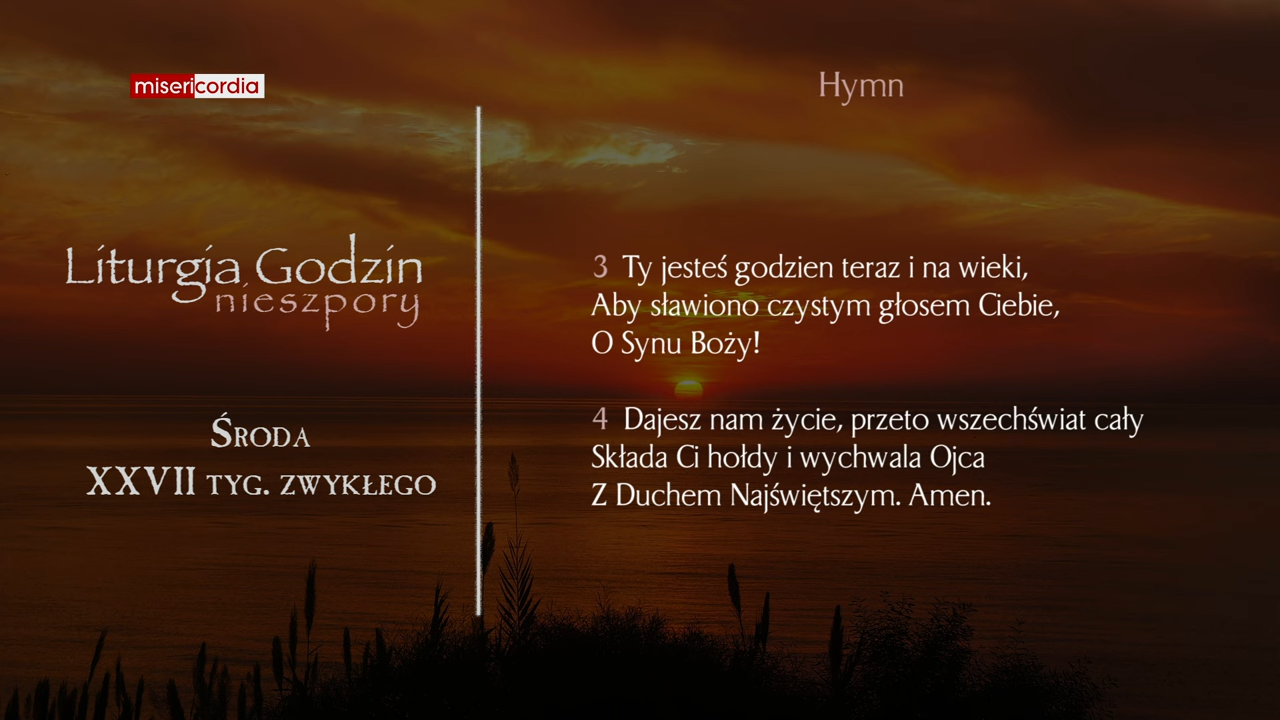 misericordia
Hymn
Liturgia Godzin
nieszpory
Środa
XXVII tyg. zwykłego
3 Ty jesteś godzien teraz i na wieki,
Aby sławiono czystym głosem Ciebie,
O Synu Boży!
4 Dajesz nam życie, przeto wszechświat cały
Składa Ci hołdy i wychwala Ojca
Z Duchem Najświętszym. Amen.